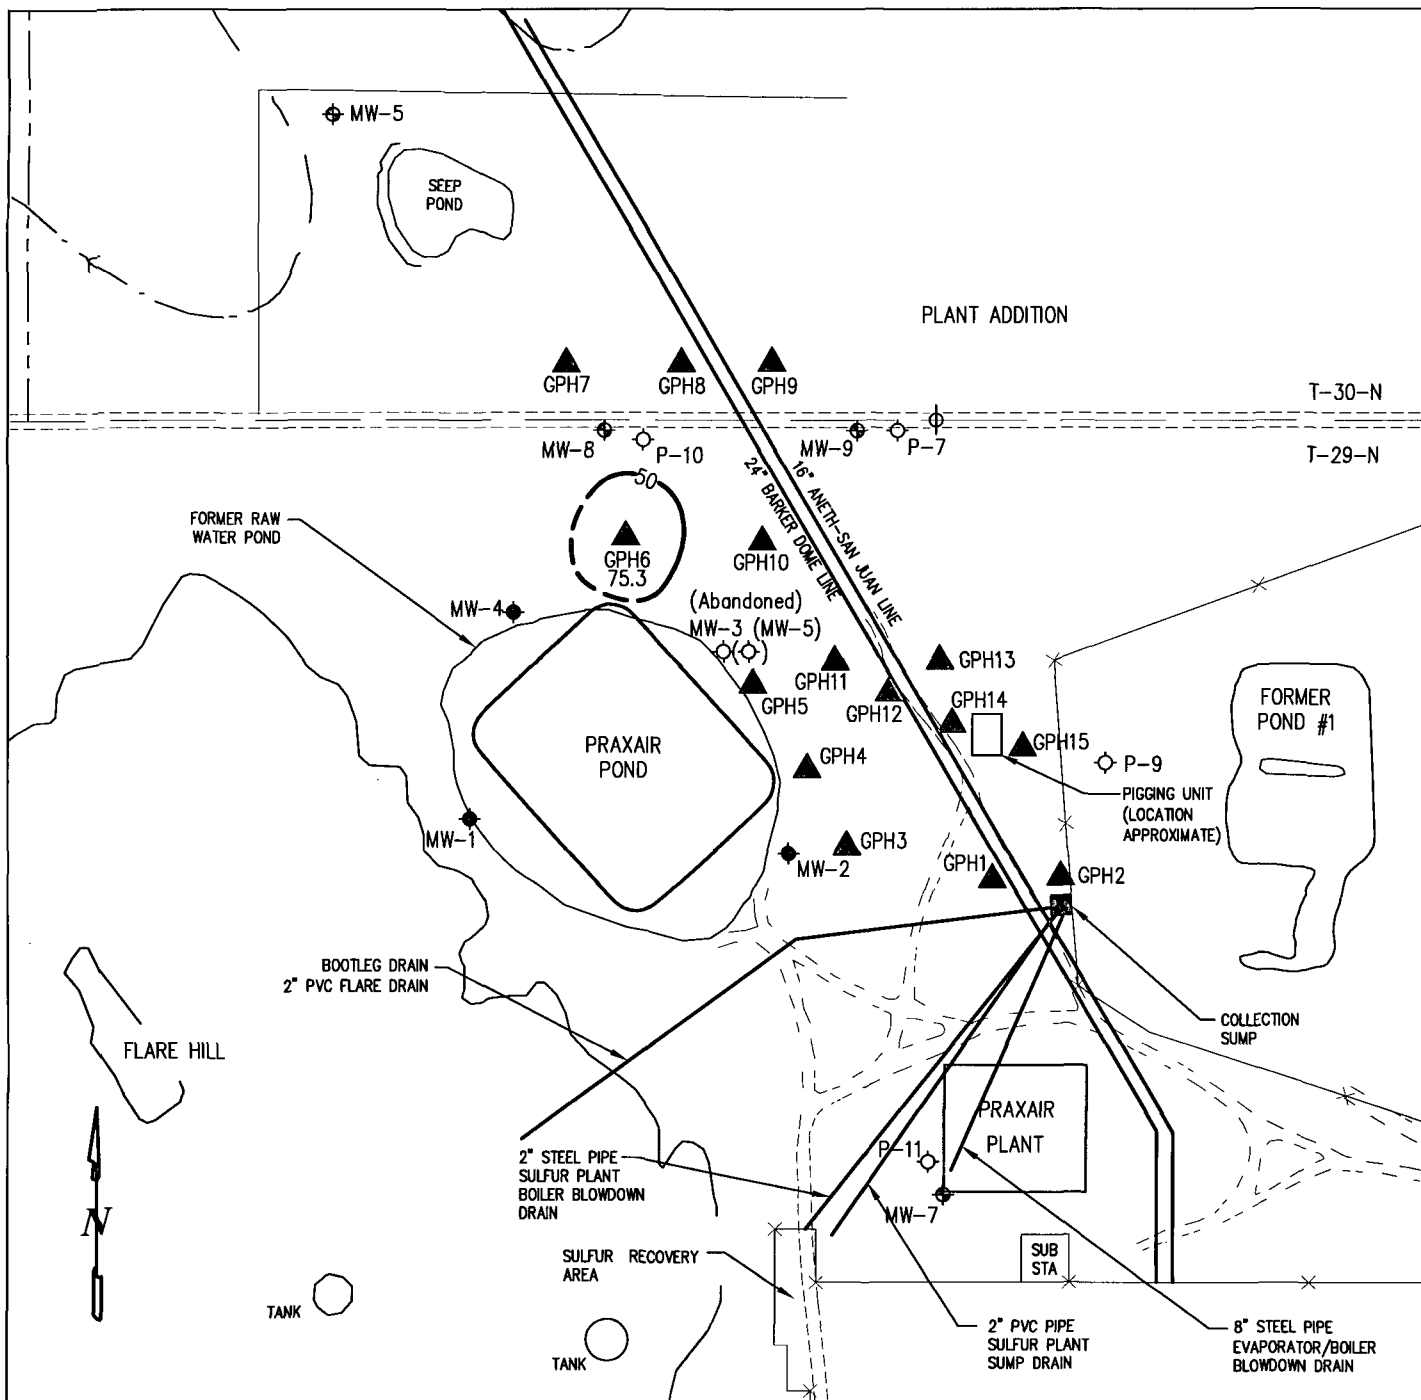 MW-5
SEEP
POND
PLANT ADDITION
GPH7
GPH8
GPH9
T-30-N
MW-8
P-10
MW-9
P-7
T-29-N
24" BARKER DOME LINE
16" ANETH-SAN JUAN LINE
50
FORMER RAW
WATER POND
GPH6
75.3
GPH10
(Abandoned)
MW-3 (MW-5)
( )
MW-4
GPH11
GPH13
GPH5
GPH12
GPH14
FORMER
POND #1
PRAXAIR
POND
GPH4
GPH15
P-9
PIGGING UNIT
(LOCATION
APPROXIMATE)
MW-1
GPH3
MW-2
GPH1
GPH2
BOOTLEG DRAIN
2" PVC FLARE DRAIN
COLLECTION
SUMP
FLARE HILL
PRAXAIR
PLANT
P-11
2" STEEL PIPE
SULFUR PLANT
BOILER BLOWDOWN
DRAIN
MW-7
N
SULFUR RECOVERY
AREA
SUB
STA
TANK
TANK
2" PVC PIPE
SULFUR PLANT
SUMP DRAIN
8" STEEL PIPE
EVAPORATOR/BOILER
BLOWDOWN DRAIN